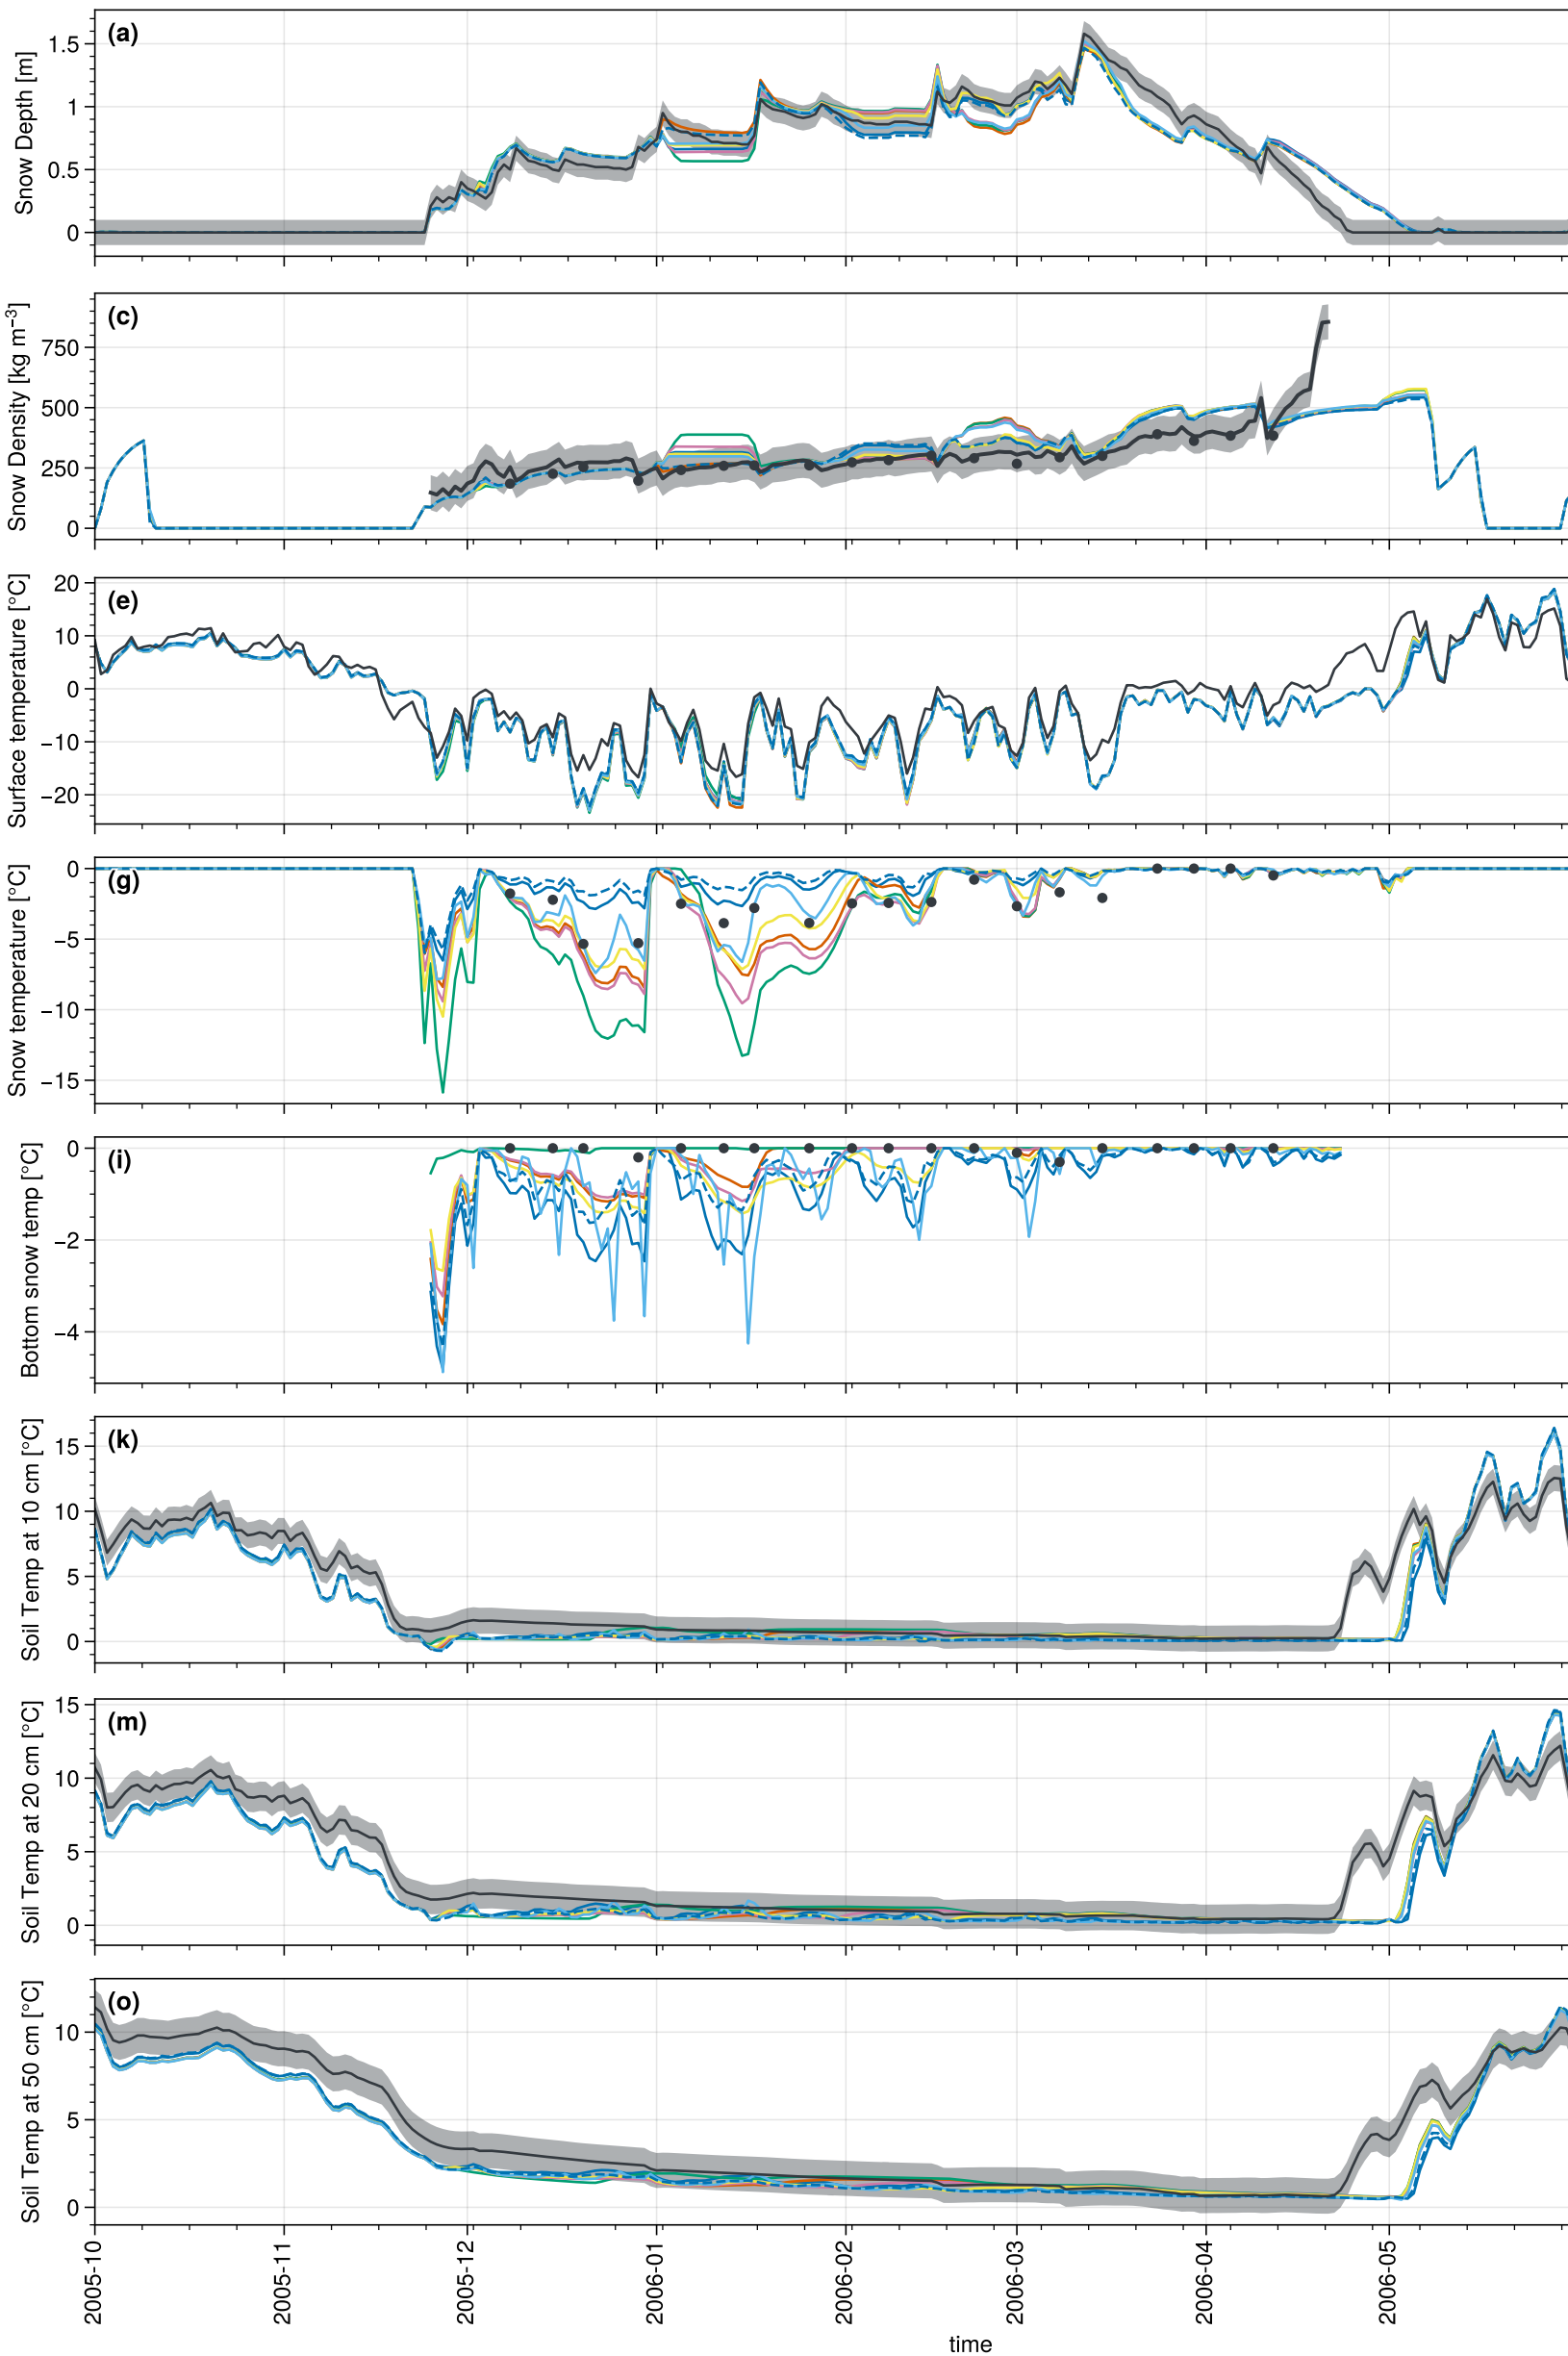 (a)
Snow Depth [m]
1.5
1
0.5
0
(c)
Snow Density [kg m⁻³]
750
500
250
0
(e)
Surface temperature [°C]
20
10
0
−10
−20
(g)
Snow temperature [°C]
0
−5
−10
−15
(i)
Bottom snow temp [°C]
0
−2
−4
(k)
Soil Temp at 10 cm [°C]
15
10
5
0
(m)
Soil Temp at 20 cm [°C]
15
10
5
0
(o)
Soil Temp at 50 cm [°C]
10
5
0
2005-10
2005-11
2005-12
2006-01
2006-02
2006-03
2006-04
2006-05
time